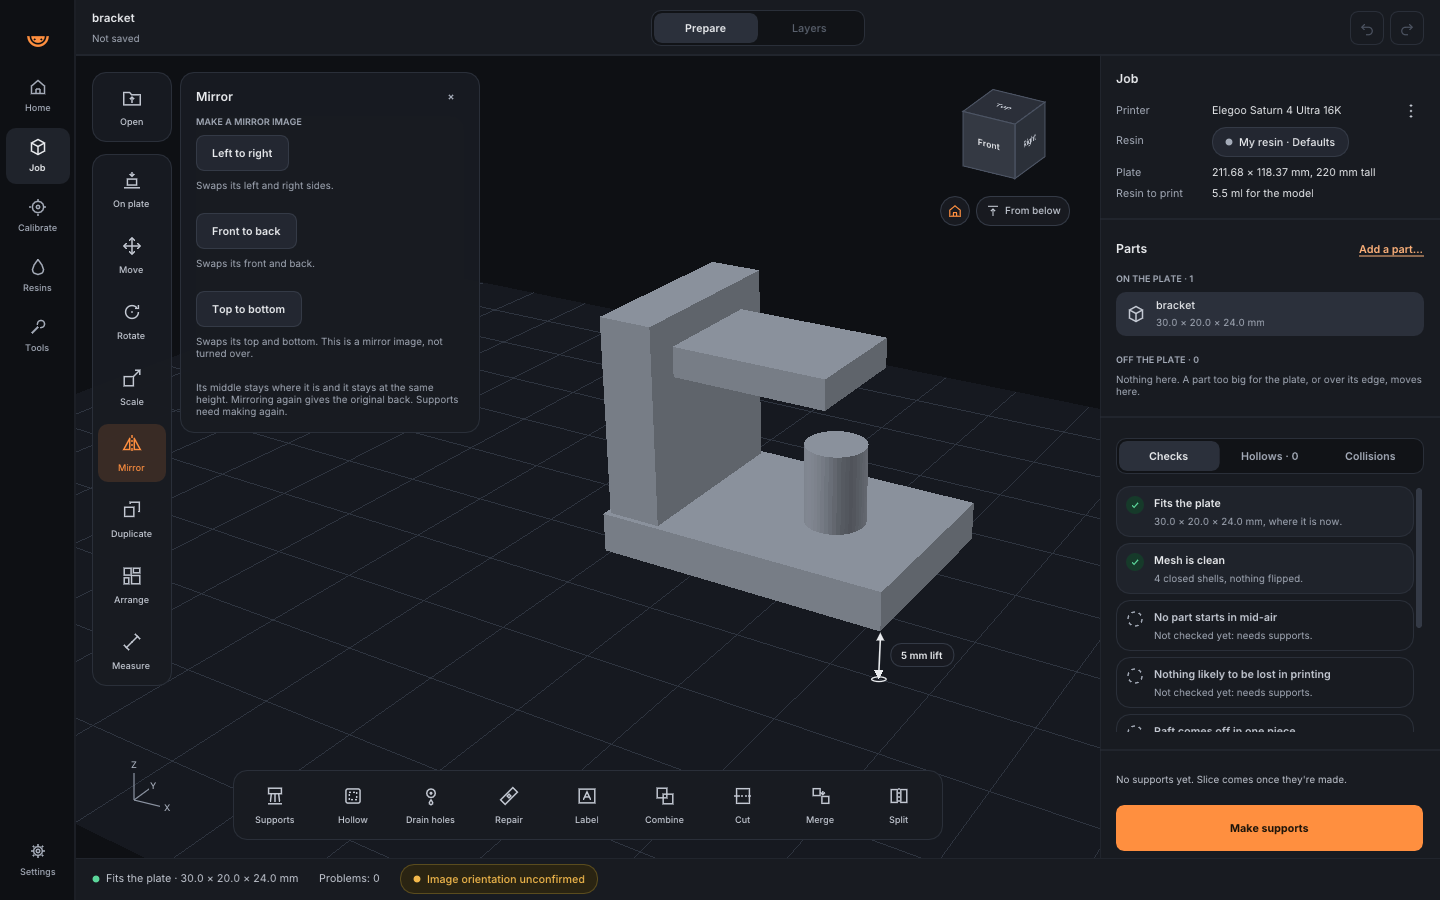 bracket
Not saved
Prepare
Layers
Home
Job
Calibrate
Resins
Tools
Settings
Open
On plate
Move
Rotate
Scale
Mirror
Duplicate
Arrange
Measure
Mirror
×
MAKE A MIRROR IMAGE
Left to right
Swaps its left and right sides.
Front to back
Swaps its front and back.
Top to bottom
Swaps its top and bottom. This is a mirror image, not
turned over.
Its middle stays where it is and it stays at the same
height. Mirroring again gives the original back. Supports
need making again.
Top
Front
Right
From below
5 mm lift
Z
Y
X
Supports
Hollow
Drain holes
Repair
Label
Combine
Cut
Merge
Split
Job
Printer
Elegoo Saturn 4 Ultra 16K
Resin
My resin · Defaults
Plate
211.68 × 118.37 mm, 220 mm tall
Resin to print
5.5 ml for the model
Parts
Add a part...
ON THE PLATE · 1
bracket
30.0 × 20.0 × 24.0 mm
OFF THE PLATE · 0
Nothing here. A part too big for the plate, or over its edge, moves
here.
Checks
Hollows · 0
Collisions
Fits the plate
30.0 × 20.0 × 24.0 mm, where it is now.
Mesh is clean
4 closed shells, nothing flipped.
No part starts in mid-air
Not checked yet: needs supports.
Nothing likely to be lost in printing
Not checked yet: needs supports.
Raft comes off in one piece
No supports yet. Slice comes once they're made.
Make supports
Fits the plate · 30.0 × 20.0 × 24.0 mm
Problems: 0
Image orientation unconfirmed